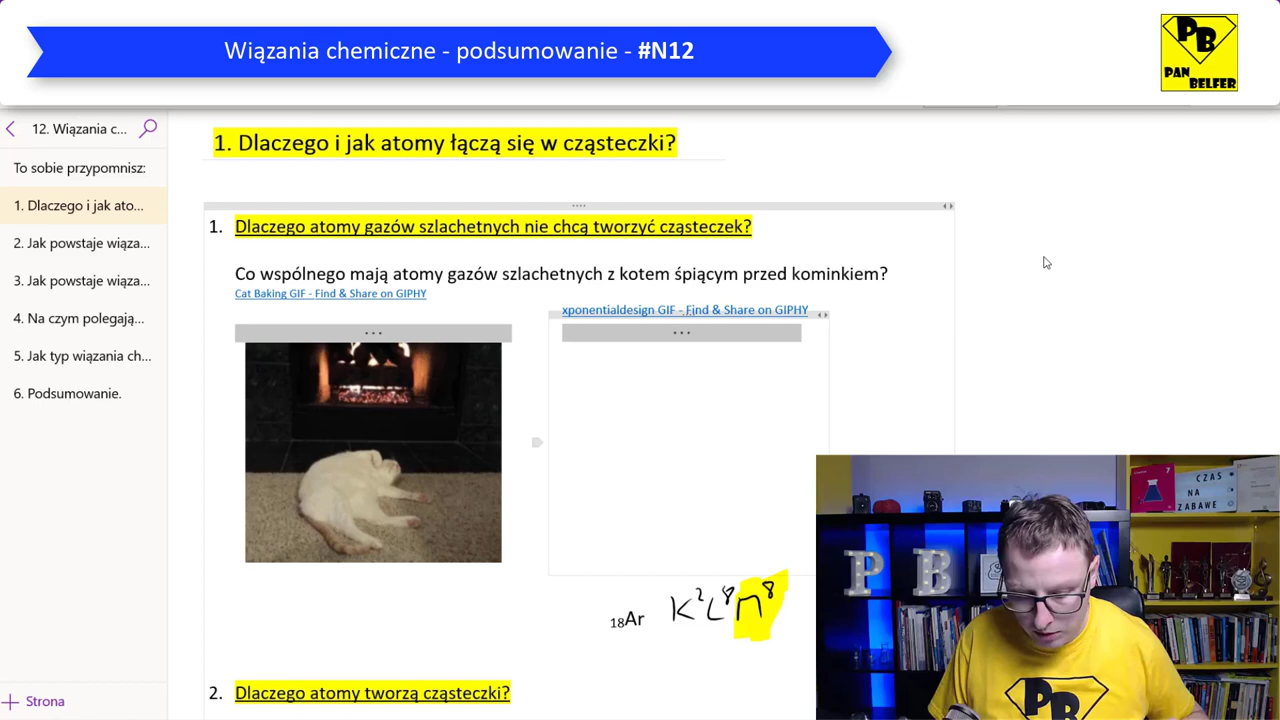 Wiązania chemiczne - podsumowanie - #N12
PB
PAN
BELFER
12. Wiązania c...
To sobie przypomnisz:
1. Dlaczego i jak ato...
2. Jak powstaje wiąza...
3. Jak powstaje wiąza...
4. Na czym polegają...
5. Jak typ wiązania ch...
6. Podsumowanie.
Strona
1. Dlaczego i jak atomy łączą się w cząsteczki?
1. Dlaczego atomy gazów szlachetnych nie chcą tworzyć cząsteczek?
Co wspólnego mają atomy gazów szlachetnych z kotem śpiącym przed kominkiem?
Cat Baking GIF - Find & Share on GIPHY
xponentialdesign GIF - Find & Share on GIPHY
₁₈Ar K²L⁸M⁸
2. Dlaczego atomy tworzą cząsteczki?
7
CZAS
NA
ZABAWE
P B
PB